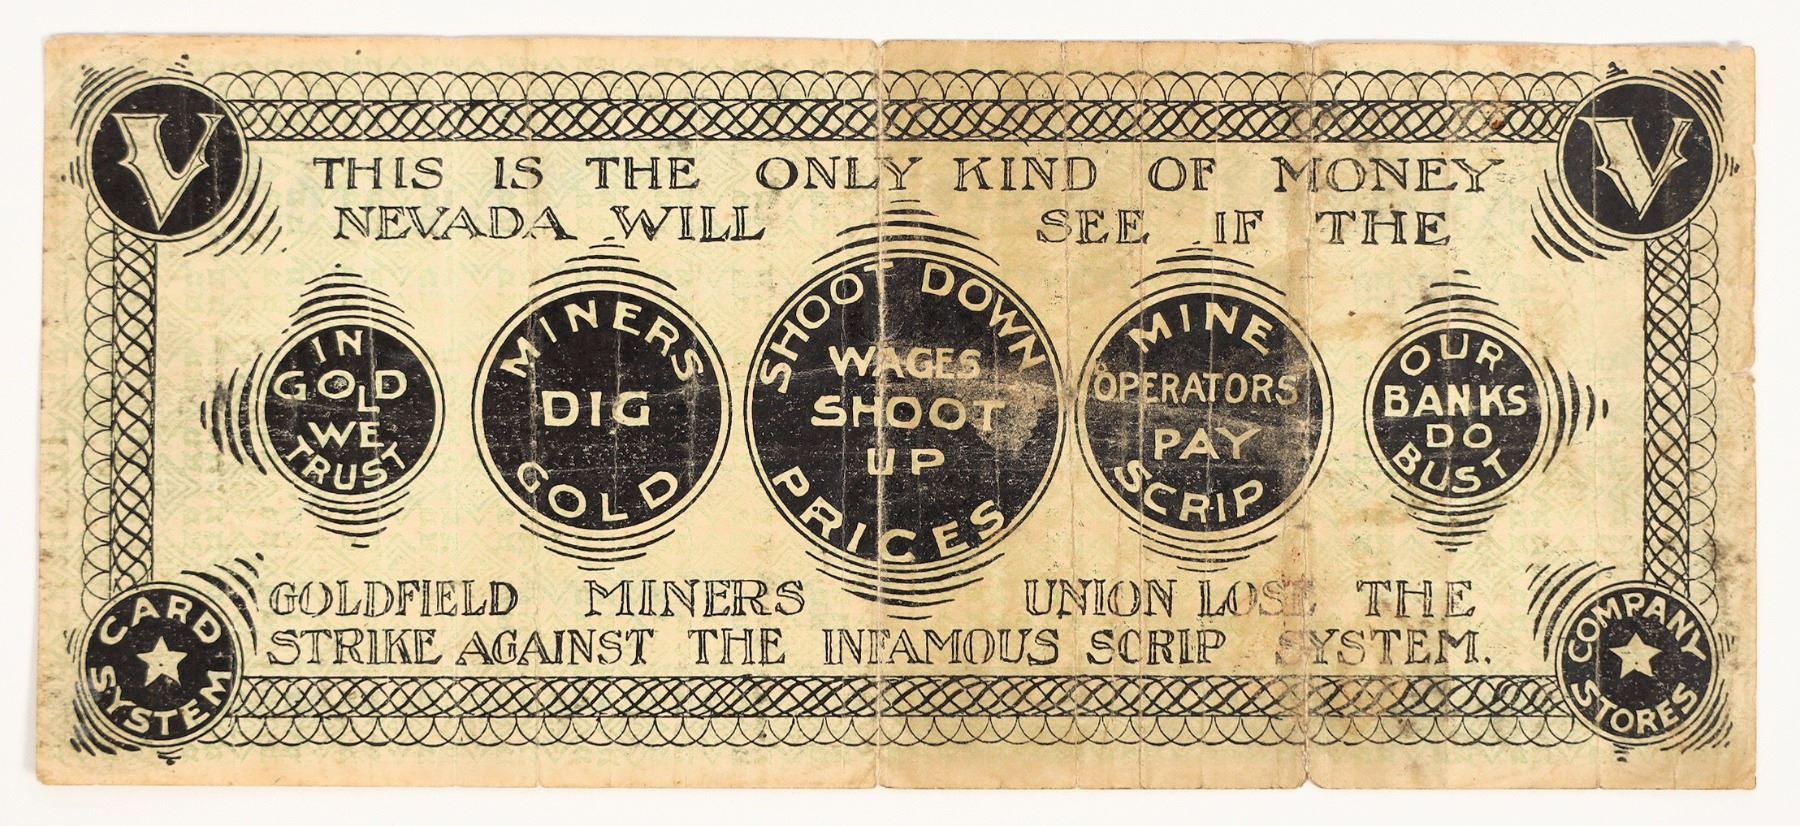 V
V
THIS IS THE ONLY KIND OF MONEY
NEVADA WILL SEE IF THE
IN
GOLD
OL
WE
TRUST
MINERS
DIG
GOLD
SHOOT DOWN
WAGES
SHOOT
UP
PRICES
MINE
OPERATORS
PAY
SCRIP
OUR
BANKS
DO
BUST
GOLDFIELD MINERS UNION LOSE THE
STRIKE AGAINST THE INFAMOUS SCRIP SYSTEM.
CARD
SYSTEM
COMPANY
STORES